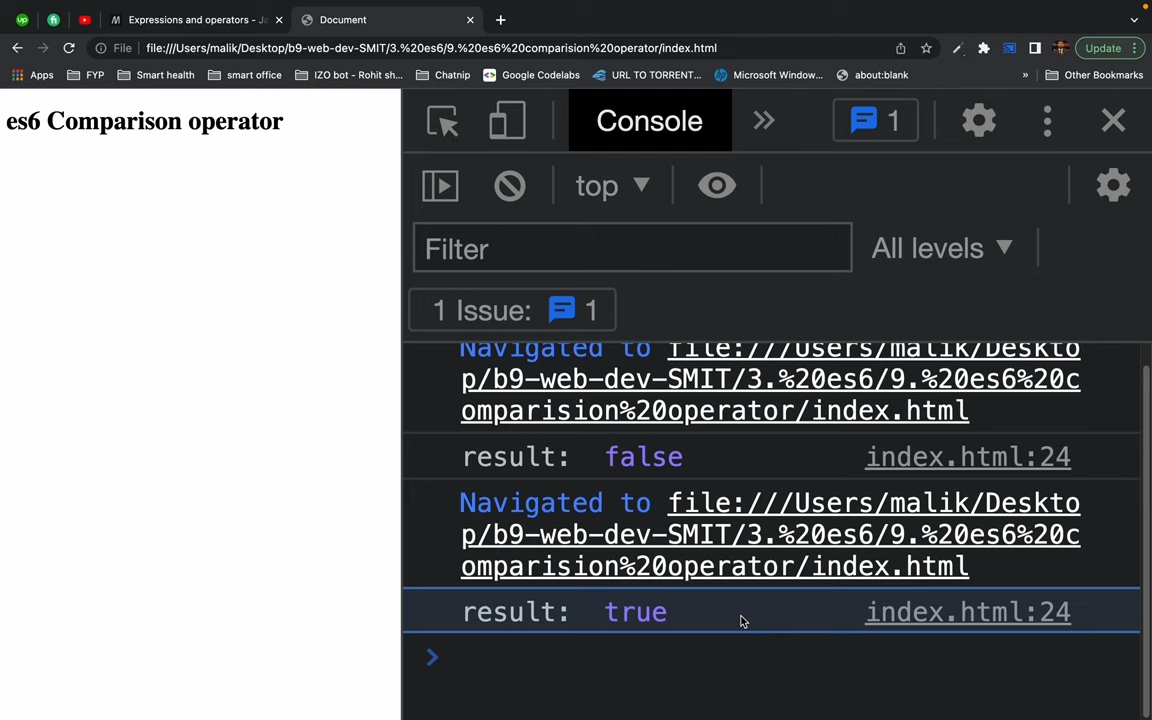 up
fi
Expressions and operators - Ja
Document
File
file:///Users/malik/Desktop/b9-web-dev-SMIT/3.%20es6/9.%20es6%20comparision%20operator/index.html
Update
Apps
FYP
Smart health
smart office
IZO bot - Rohit sh...
Chatnip
Google Codelabs
URL TO TORRENT...
Microsoft Window...
about:blank
»
Other Bookmarks
es6 Comparison operator
Console
1
top
Filter
All levels
1 Issue: 1
Navigated to file:///Users/malik/Deskto
p/b9-web-dev-SMIT/3.%20es6/9.%20es6%20c
omparision%20operator/index.html
result: false index.html:24
Navigated to file:///Users/malik/Deskto
p/b9-web-dev-SMIT/3.%20es6/9.%20es6%20c
omparision%20operator/index.html
result: true index.html:24